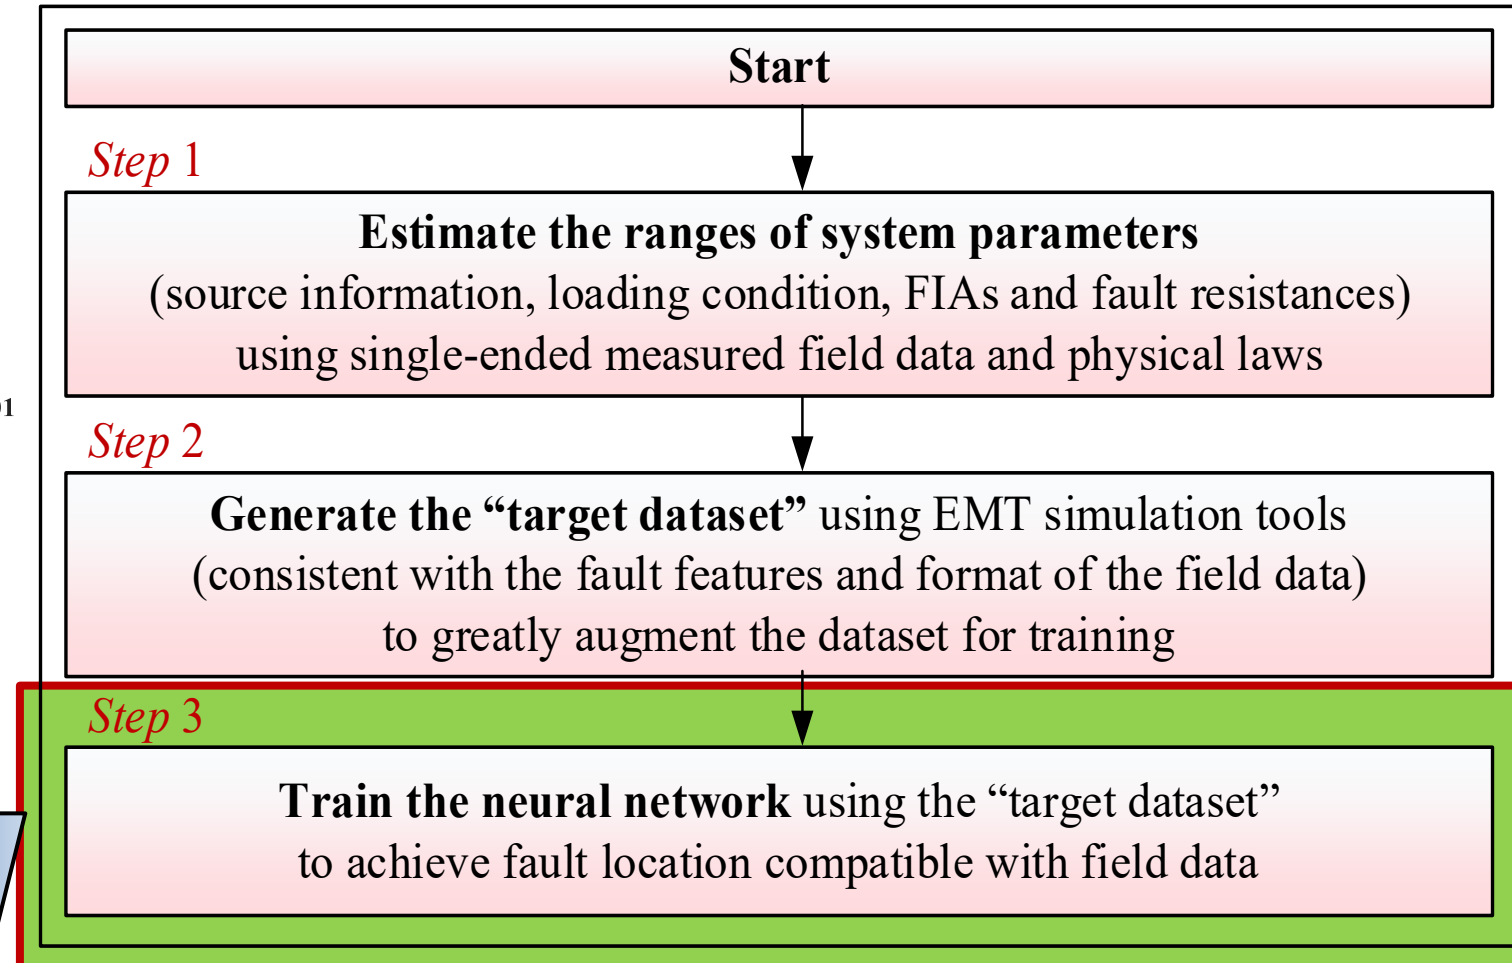 Start
Step 1
Estimate the ranges of system parameters
(source information, loading condition, FIAs and fault resistances)
using single-ended measured field data and physical laws
Step 2
Generate the “target dataset” using EMT simulation tools
(consistent with the fault features and format of the field data)
to greatly augment the dataset for training
Step 3
Train the neural network using the “target dataset”
to achieve fault location compatible with field data